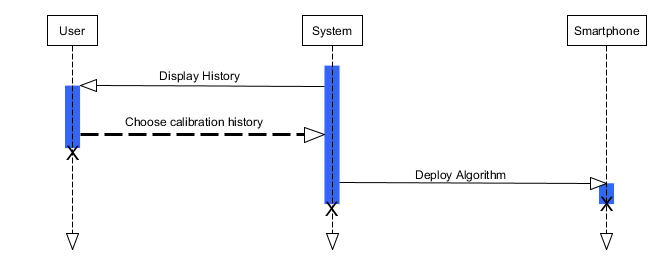 User
System
Smartphone
Display History
Choose calibration history
Deploy Algorithm
X
X
X